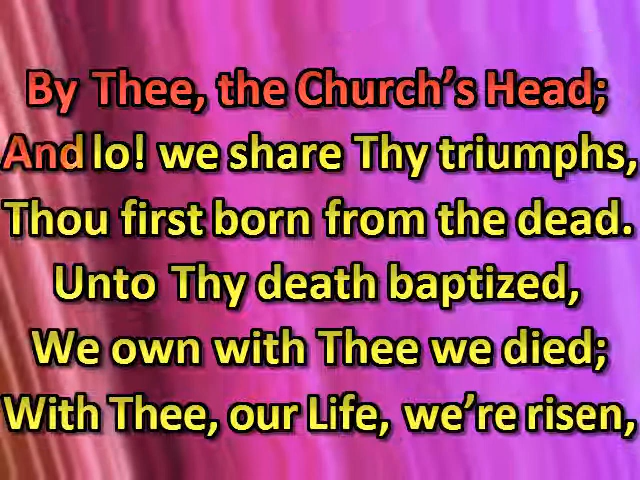 By Thee, the Church's Head;
And lo! we share Thy triumphs,
Thou first born from the dead.
Unto Thy death baptized,
We own with Thee we died;
With Thee, our Life, we're risen,